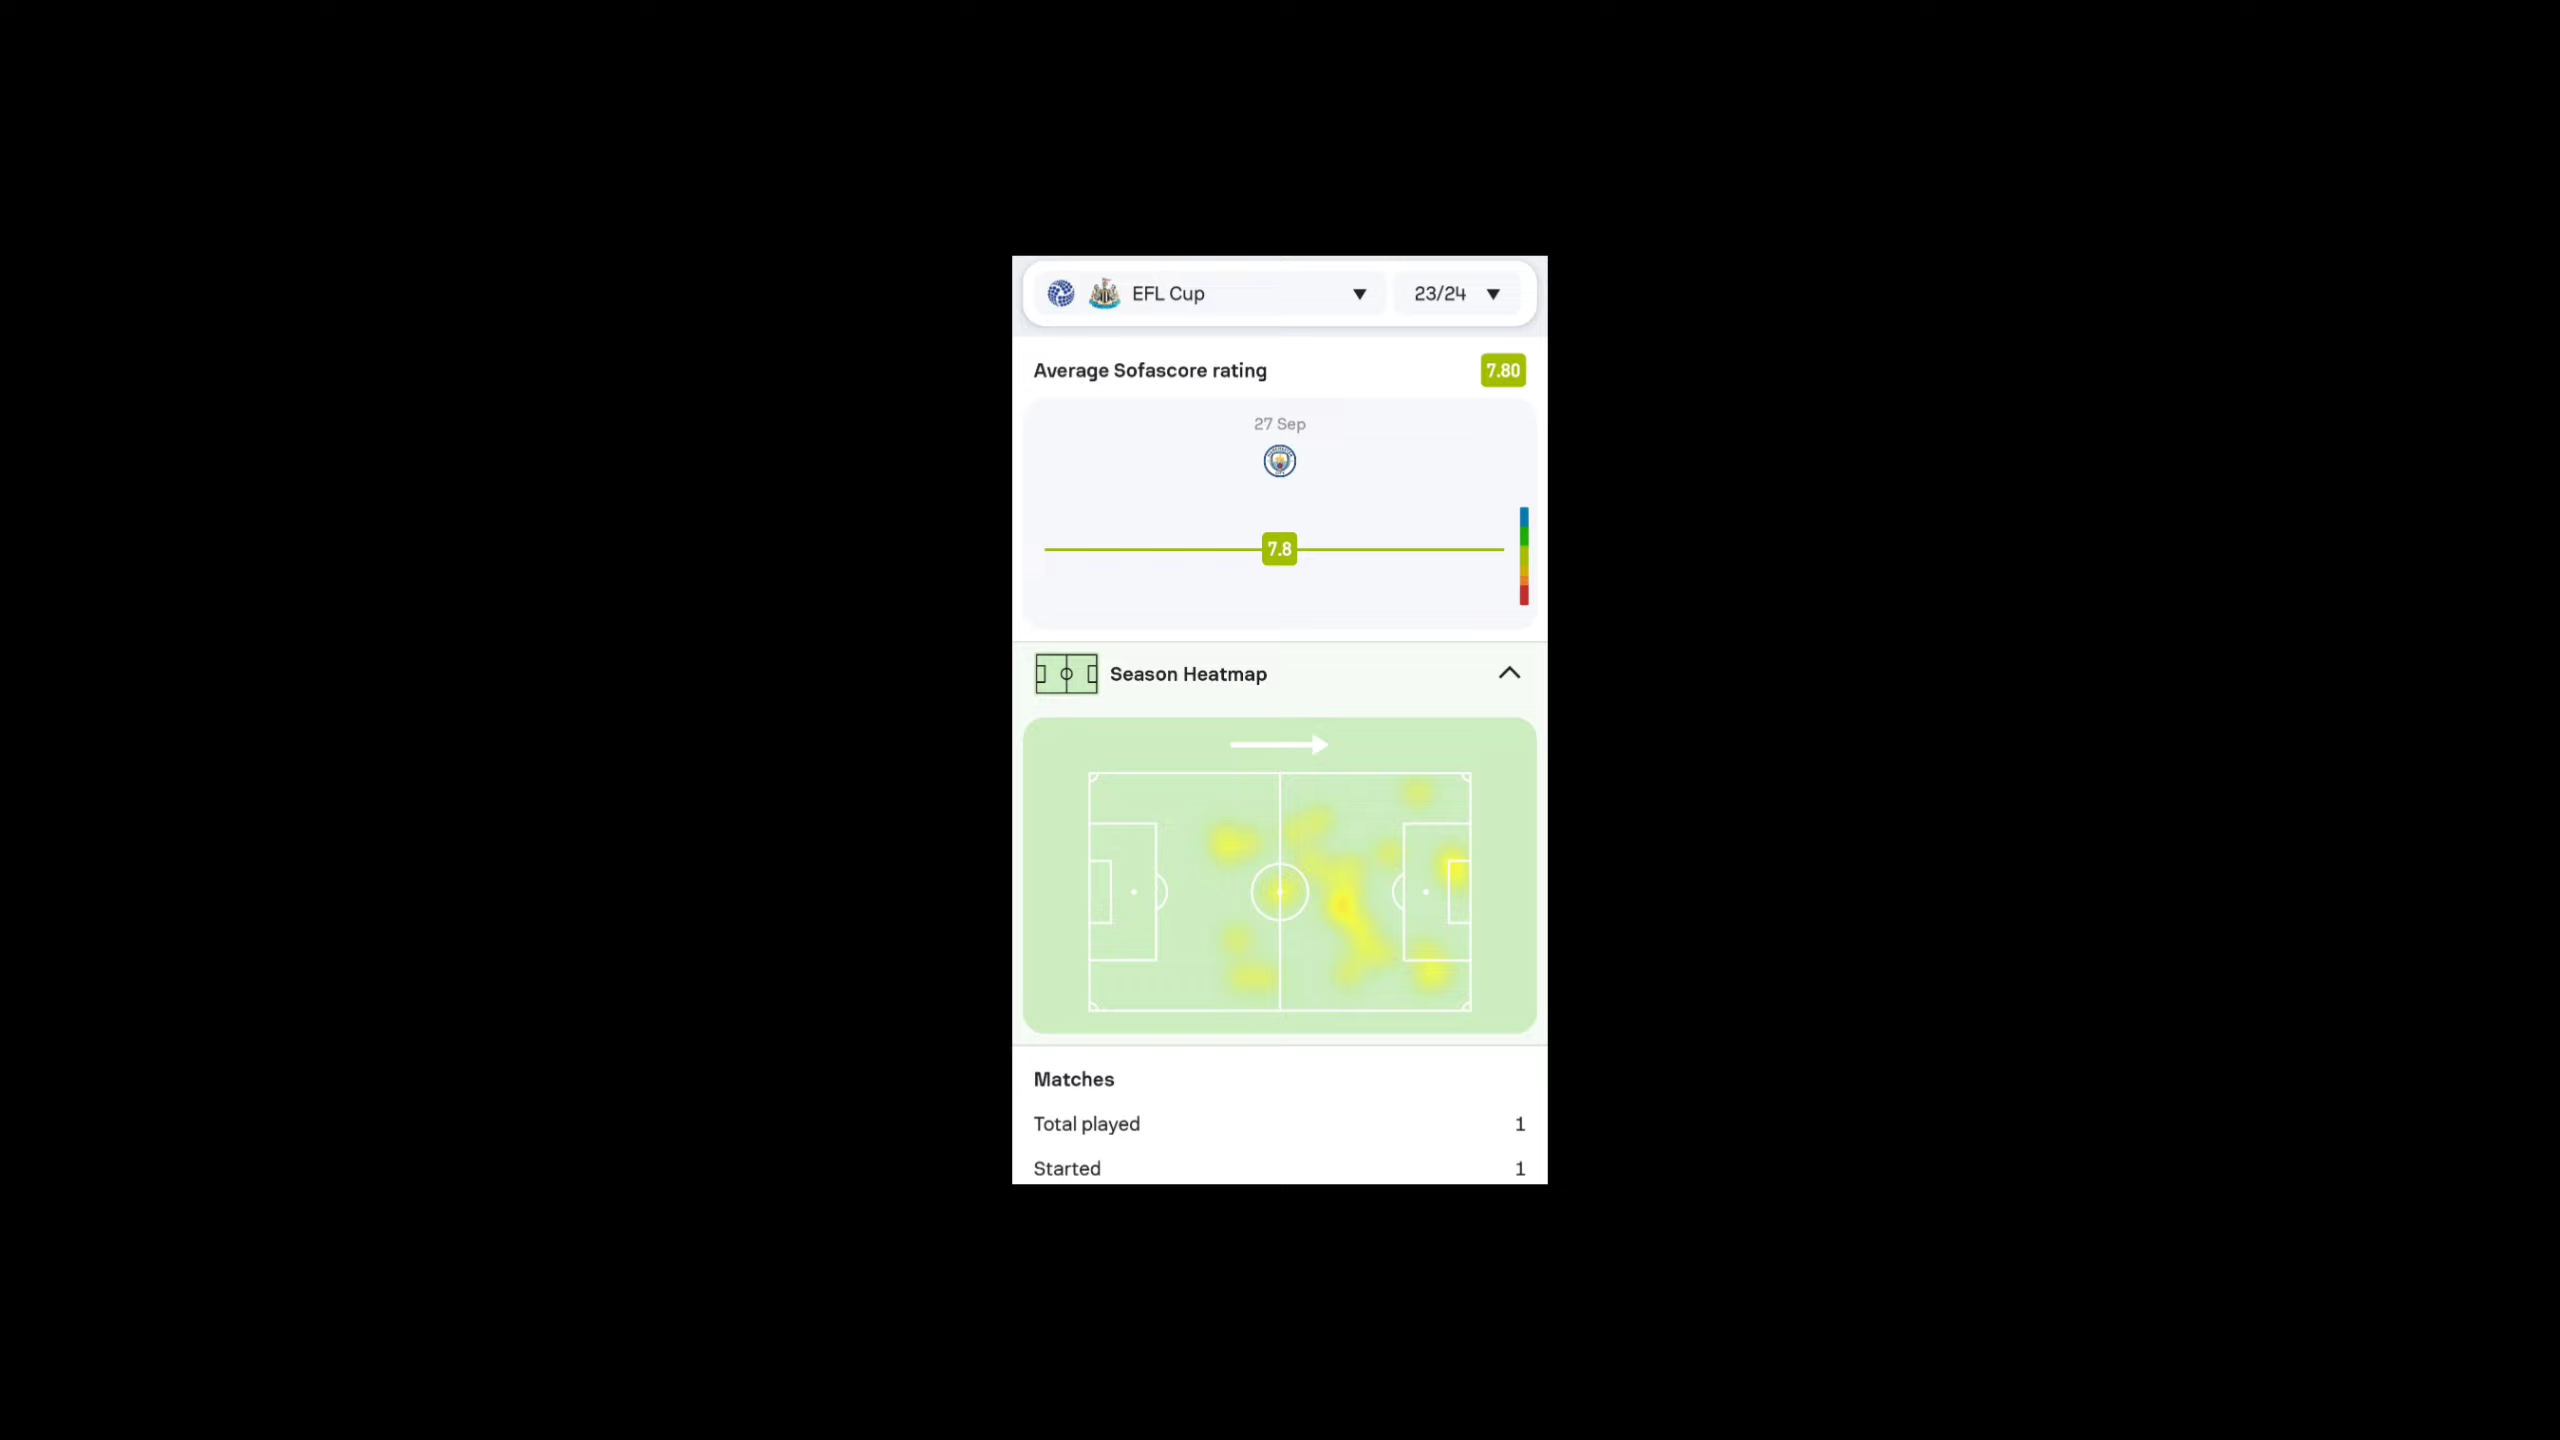 EFL Cup ▼ 23/24 ▼
Average Sofascore rating 7.80
27 Sep
7.8
Season Heatmap
Matches
Total played 1
Started 1